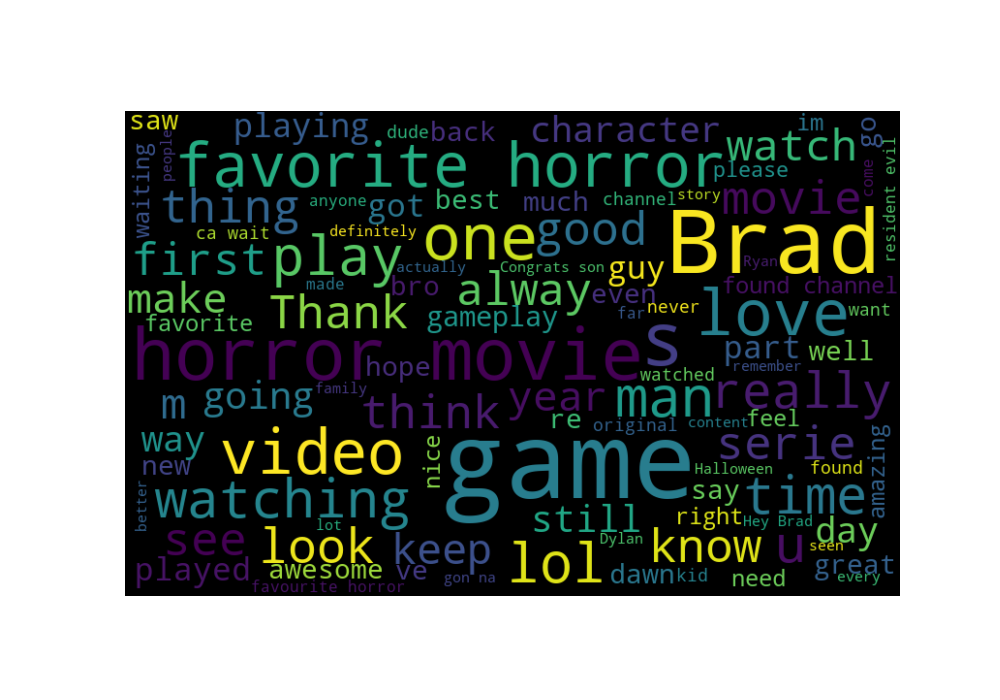 saw people playing dude back character im go
favorite horror watch please come resident evil
waiting thing anyone got best much channel story movie
ca wait definitely one good Brad
first play actually Congrats son guy Ryan
made bro alway even found channel
make Thank gameplay far never love want
favorite
horror movie s part well
hope watched remember
m going family think year man really
re original content feel
way video nice game serie amazing
new Halloween found
better watching say time
lot still right Hey Brad day
see look keep Dylan know u seen
played awesome ve lol dawn kid need great every
favourite horror gon na